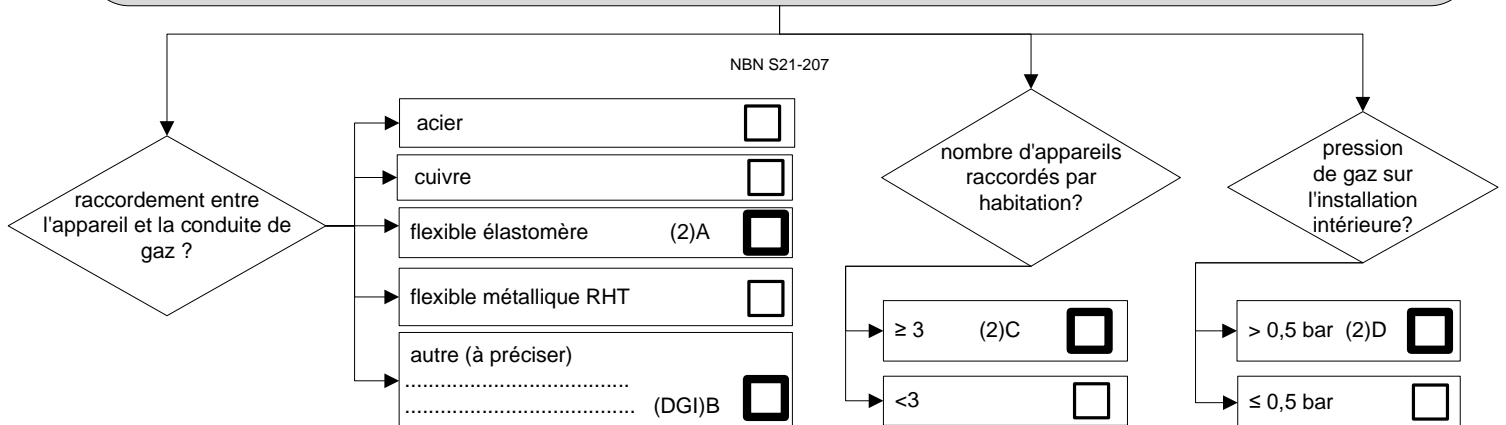 NBN S21-207
raccordement entre
l'appareil et la conduite de
gaz ?
acier
cuivre
flexible élastomère (2)A
flexible métallique RHT
autre (à préciser)
......................................
....................................... (DGI)B
nombre d'appareils
raccordés par
habitation?
≥ 3 (2)C
<3
pression
de gaz sur
l'installation
intérieure?
> 0,5 bar (2)D
≤ 0,5 bar